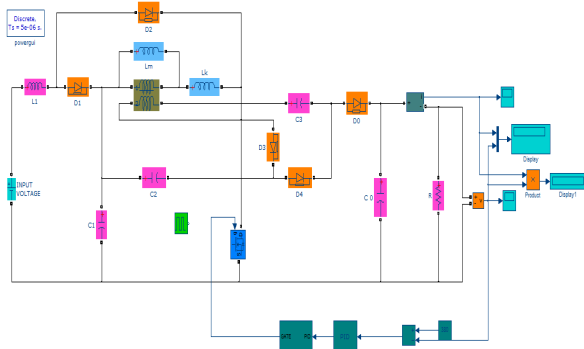 Discrete,
Ts = 5e-06 s.
powergui
D2
Lm
L1
D1
Lk
C3
D0
D3
C2
D4
INPUT
VOLTAGE
C1
C 0
R
Display
Product
Display1
GATE
PID